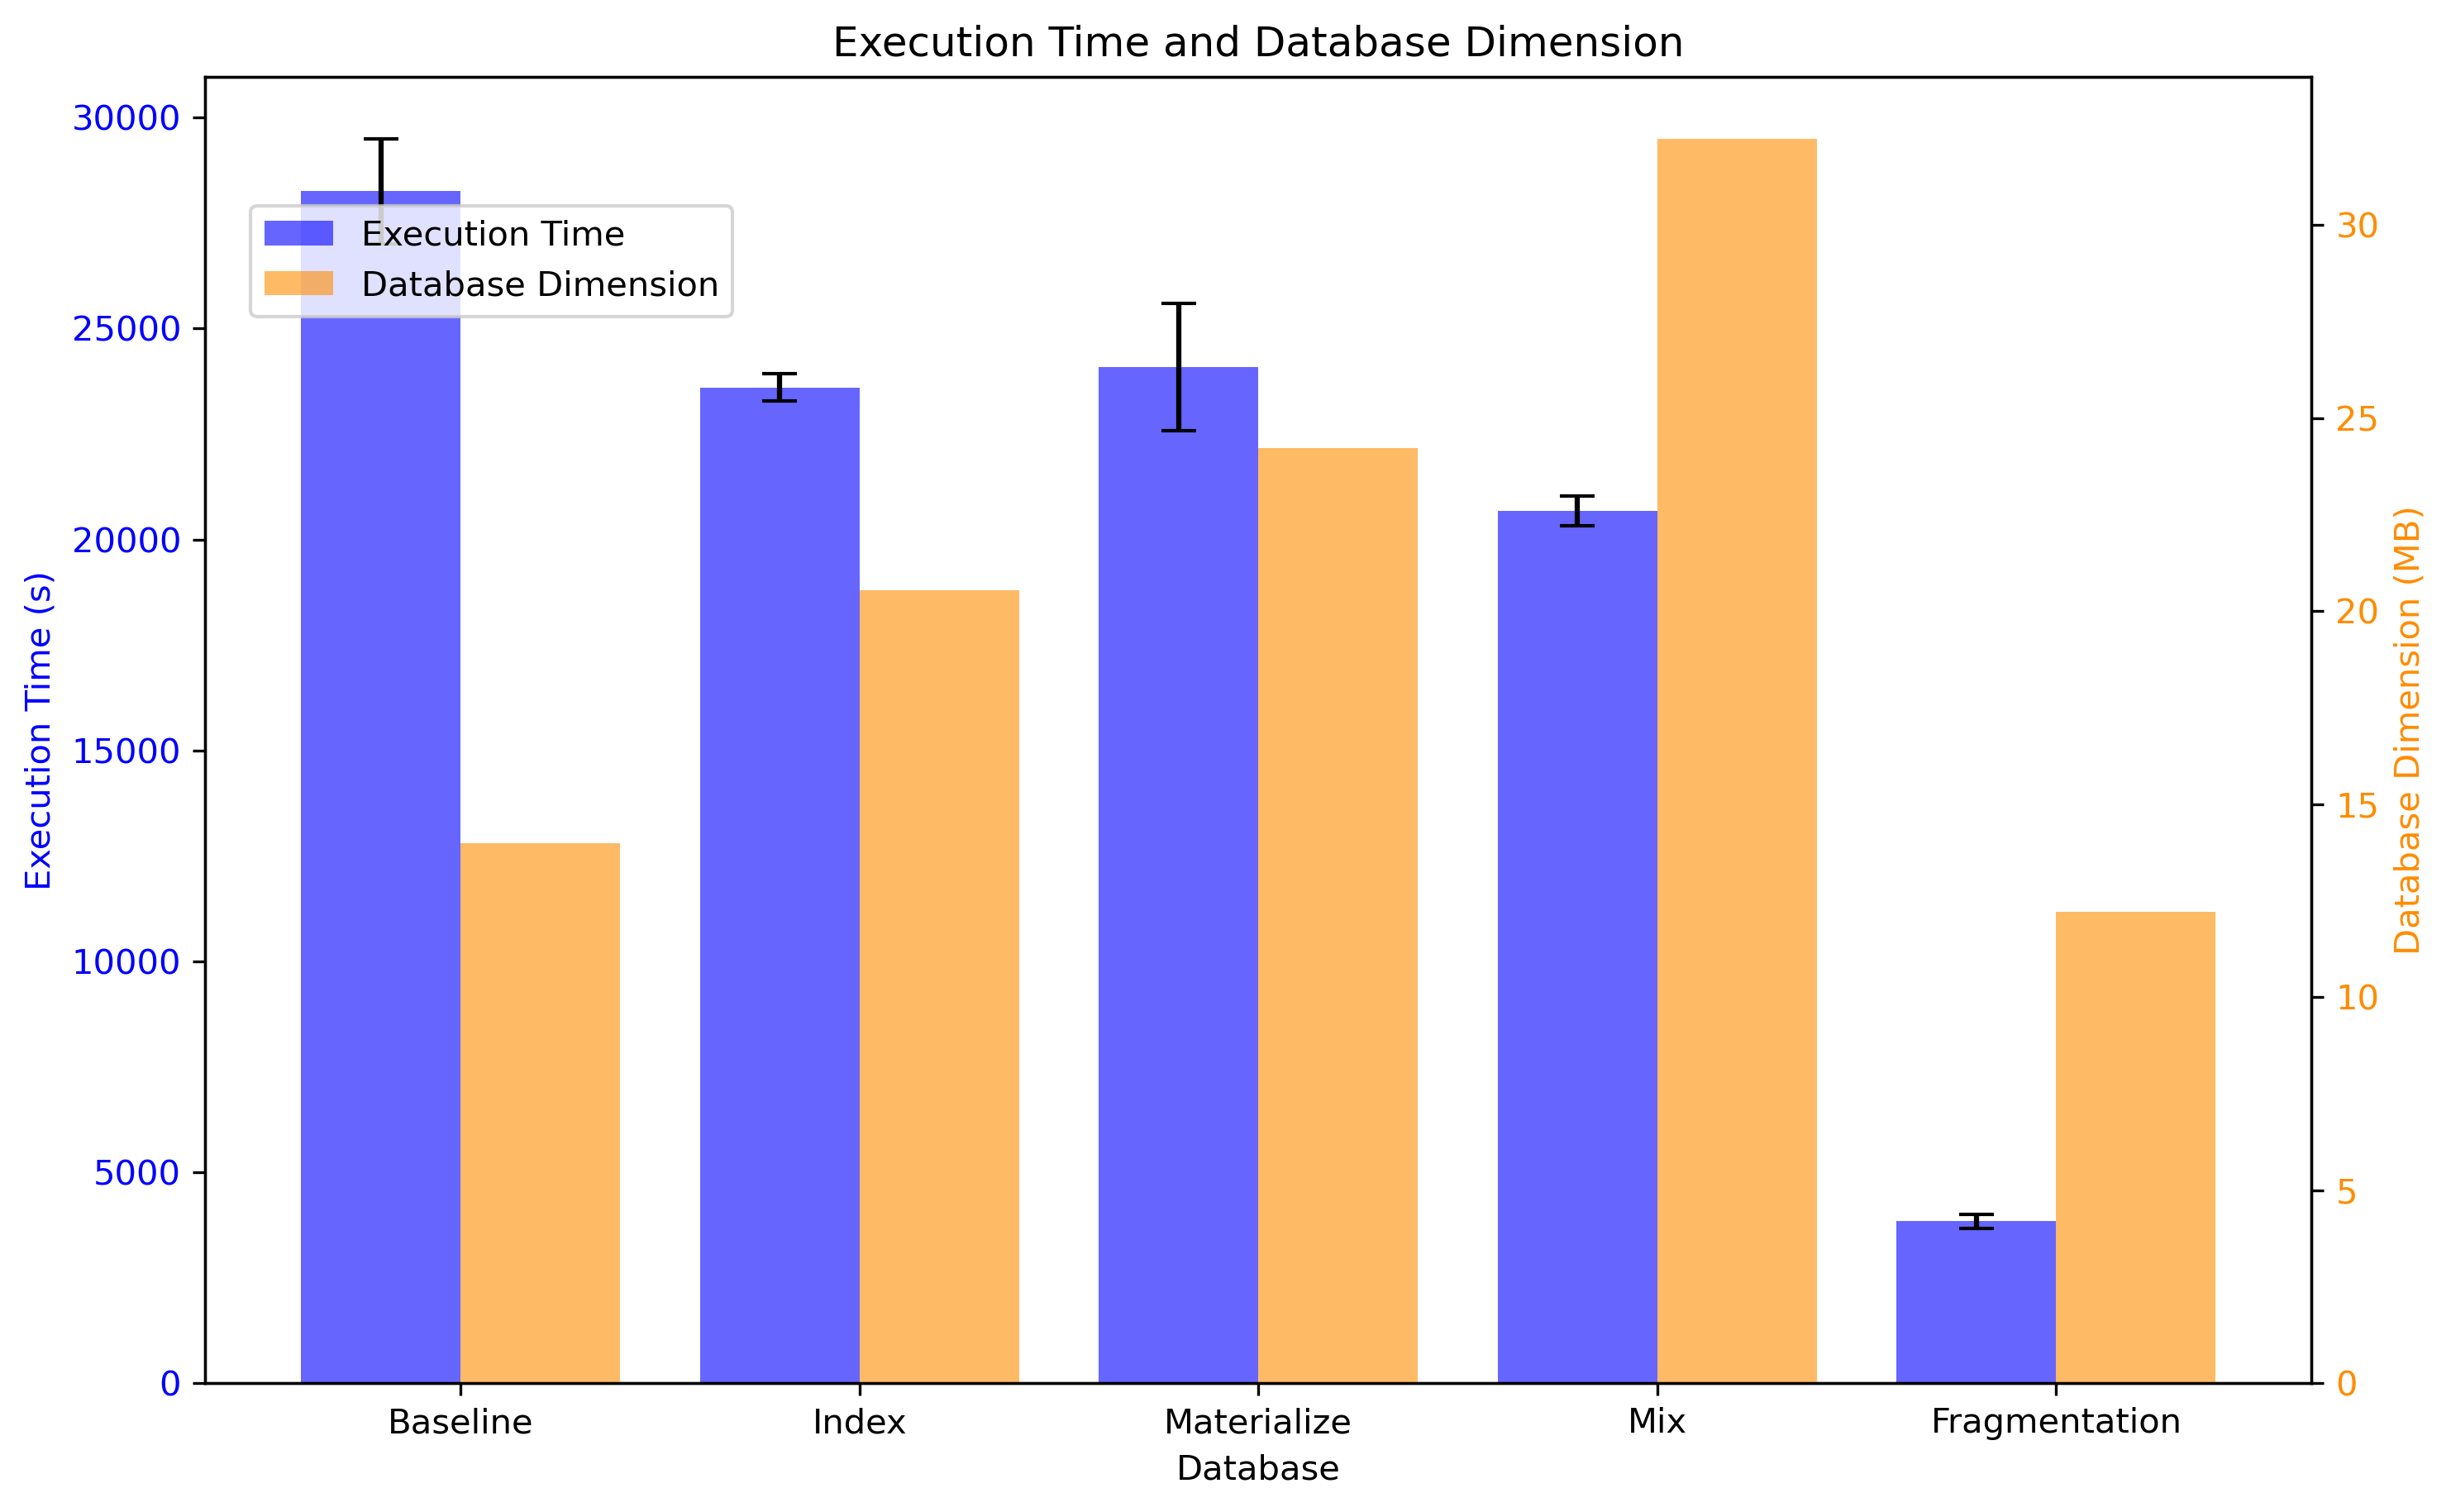 Execution Time and Database Dimension
30000
25000
20000
15000
10000
5000
0
Execution Time (s)
Execution Time
Database Dimension
30
25
20
15
10
5
0
Database Dimension (MB)
Baseline
Index
Materialize
Mix
Fragmentation
Database